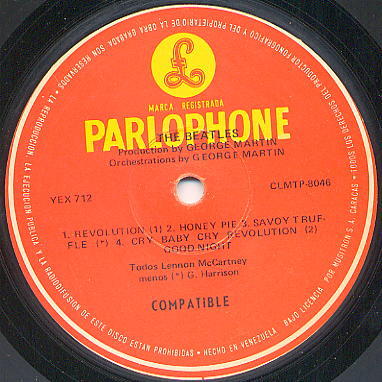 • TODOS LOS DERECHOS DEL PRODUCTOR FONOGRAFICO Y DEL PROPIETARIO DE LA OBRA GRABADA SON RESERVADOS • LA REPRODUCCION, LA EJECUCION PUBLICA Y LA RADIODIFUSION DE ESTE DISCO ESTAN PROHIBIDAS • HECHO EN VENEZUELA BAJO LICENCIA POR MUSITRON S A. CARACAS
£
MARCA REGISTRADA
PARLOPHONE
THE BEATLES
Production by GEORGE MARTIN
Orchestrations by GEORGE MARTIN
YEX 712
CLMTP-8046
1. REVOLUTION (1) 2. HONEY PIE 3. SAVOY TRUF-
FLE (*) 4. CRY BABY CRY REVOLUTION (2)
GOOD NIGHT
Todos Lennon McCartney
menos (*) G. Harrison
COMPATIBLE